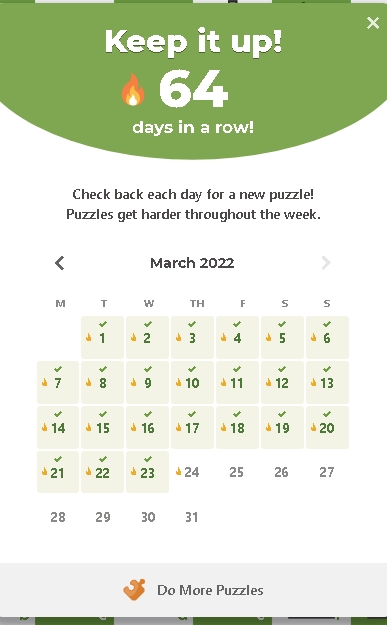 Keep it up!
64
days in a row!
Check back each day for a new puzzle!
Puzzles get harder throughout the week.
March 2022
M T W TH F S S
1 2 3 4 5 6
7 8 9 10 11 12 13
14 15 16 17 18 19 20
21 22 23 24 25 26 27
28 29 30 31
Do More Puzzles